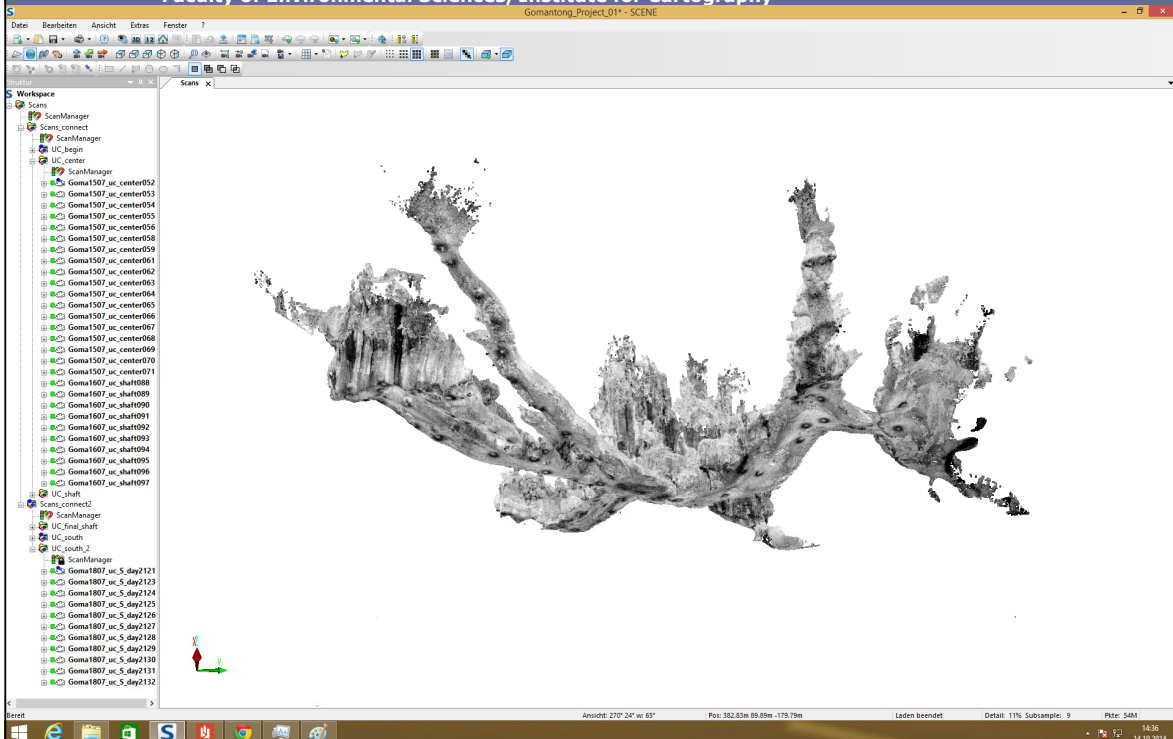 Faculty of Environmental Sciences, Institute for Cartography
Gomantong_Project_01* - SCENE
Datei Bearbeiten Ansicht Extras Fenster ?
Struktur
Scans x
Workspace
Scans
ScanManager
Scans_connect
ScanManager
UC_begin
UC_center
ScanManager
Goma1507_uc_center052
Goma1507_uc_center053
Goma1507_uc_center054
Goma1507_uc_center055
Goma1507_uc_center056
Goma1507_uc_center058
Goma1507_uc_center059
Goma1507_uc_center061
Goma1507_uc_center062
Goma1507_uc_center063
Goma1507_uc_center064
Goma1507_uc_center065
Goma1507_uc_center066
Goma1507_uc_center067
Goma1507_uc_center068
Goma1507_uc_center069
Goma1507_uc_center070
Goma1507_uc_center071
Goma1607_uc_shaft088
Goma1607_uc_shaft089
Goma1607_uc_shaft090
Goma1607_uc_shaft091
Goma1607_uc_shaft092
Goma1607_uc_shaft093
Goma1607_uc_shaft094
Goma1607_uc_shaft095
Goma1607_uc_shaft096
Goma1607_uc_shaft097
UC_shaft
Scans_connect2
ScanManager
UC_final_shaft
UC_south
UC_south_2
ScanManager
Goma1807_uc_S_day2121
Goma1807_uc_S_day2123
Goma1807_uc_S_day2124
Goma1807_uc_S_day2125
Goma1807_uc_S_day2126
Goma1807_uc_S_day2127
Goma1807_uc_S_day2128
Goma1807_uc_S_day2129
Goma1807_uc_S_day2130
Goma1807_uc_S_day2131
Goma1807_uc_S_day2132
Bereit
Ansicht: 270° 24" w: 65° Pos: 382.83m 89.89m -179.79m Laden beendet Detail: 11% Subsample: 9 Pkte: 54M
14:36
14.10.2014